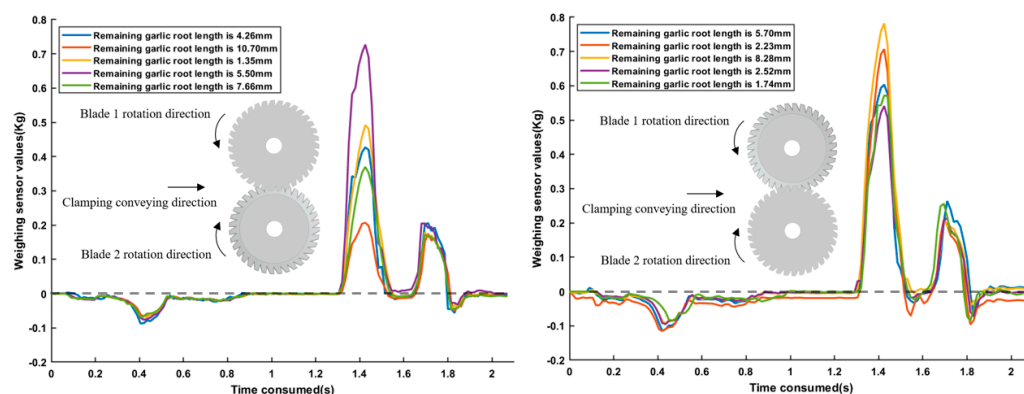 0.8
0.7
0.6
0.5
0.4
0.3
0.2
0.1
0
-0.1
-0.2
Weighing sensor values(Kg)
Remaining garlic root length is 4.26mm
Remaining garlic root length is 10.70mm
Remaining garlic root length is 1.35mm
Remaining garlic root length is 5.50mm
Remaining garlic root length is 7.66mm
Blade 1 rotation direction
Clamping conveying direction
Blade 2 rotation direction
0 0.2 0.4 0.6 0.8 1 1.2 1.4 1.6 1.8 2
Time consumed(s)
0.8
0.7
0.6
0.5
0.4
0.3
0.2
0.1
0
-0.1
-0.2
Weighing sensor values(Kg)
Remaining garlic root length is 5.70mm
Remaining garlic root length is 2.23mm
Remaining garlic root length is 8.28mm
Remaining garlic root length is 2.52mm
Remaining garlic root length is 1.74mm
Blade 1 rotation direction
Clamping conveying direction
Blade 2 rotation direction
0 0.2 0.4 0.6 0.8 1 1.2 1.4 1.6 1.8 2
Time consumed(s)